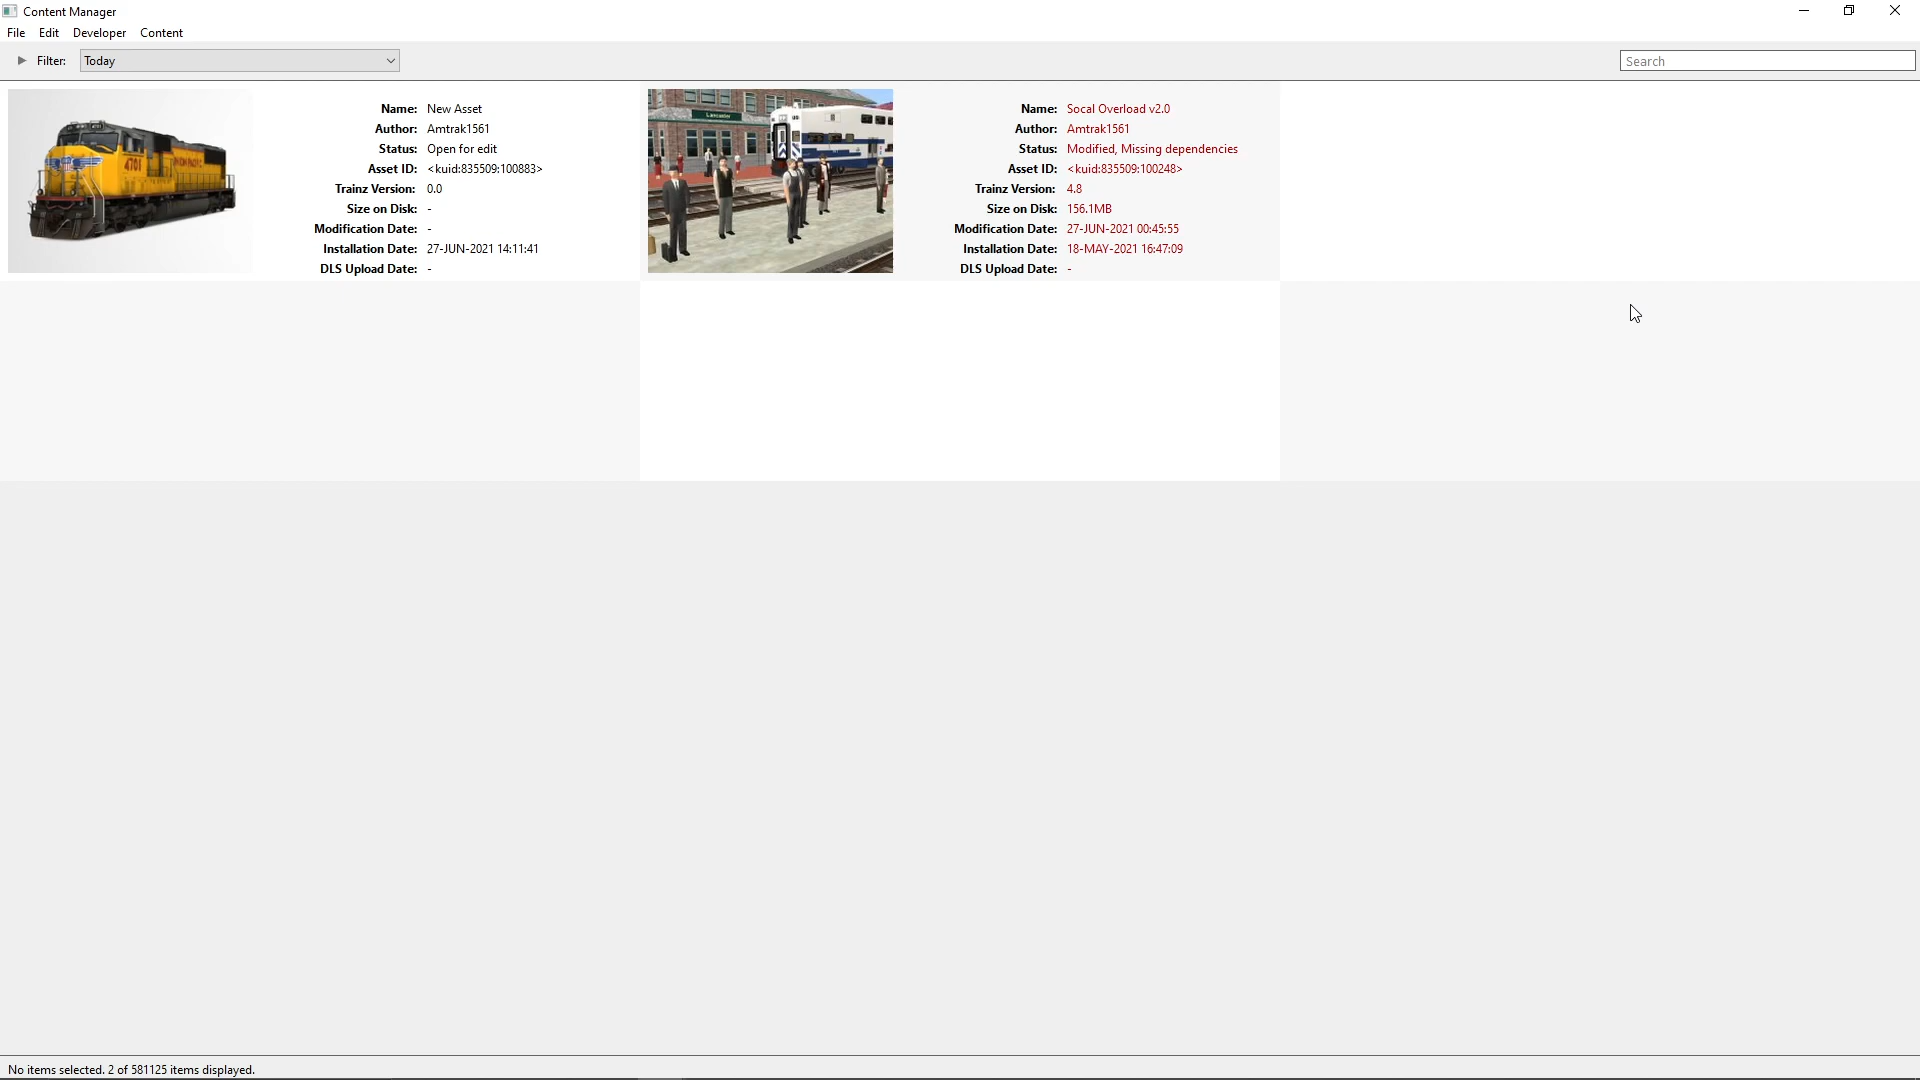 Content Manager
File Edit Developer Content
Filter: Today
Search
Name: New Asset
Author: Amtrak1561
Status: Open for edit
Asset ID: <kuid:835509:100883>
Trainz Version: 0.0
Size on Disk: -
Modification Date: -
Installation Date: 27-JUN-2021 14:11:41
DLS Upload Date: -
4701
UNION PACIFIC
Lancaster
Name: Socal Overload v2.0
Author: Amtrak1561
Status: Modified, Missing dependencies
Asset ID: <kuid:835509:100248>
Trainz Version: 4.8
Size on Disk: 156.1MB
Modification Date: 27-JUN-2021 00:45:55
Installation Date: 18-MAY-2021 16:47:09
DLS Upload Date: -
No items selected. 2 of 581125 items displayed.